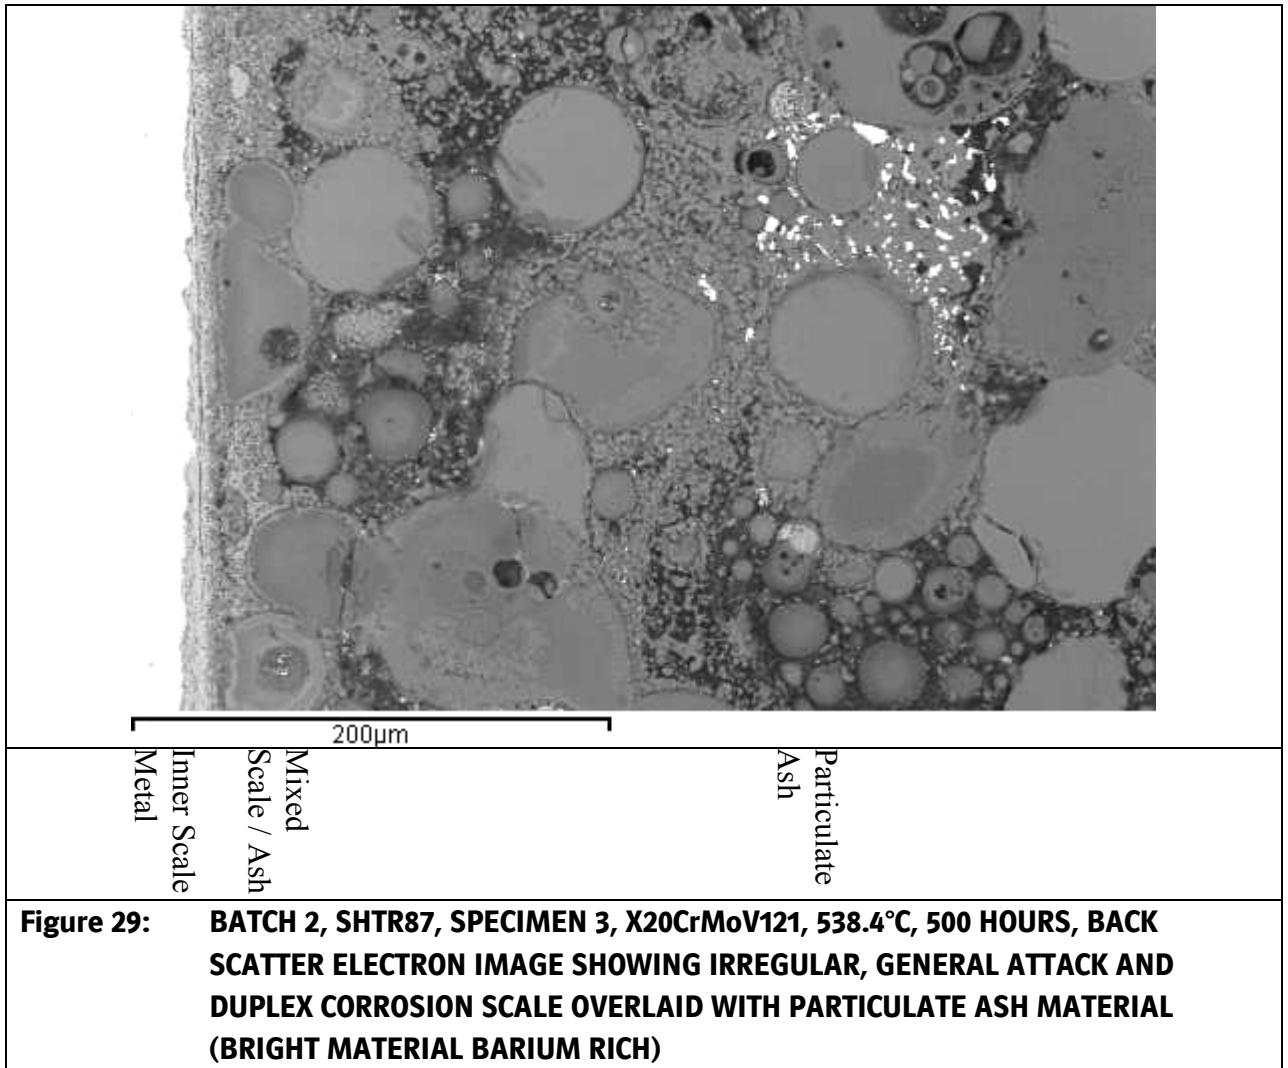 200µm
Metal
Inner Scale
Mixed
Scale / Ash
Particulate
Ash
Figure 29: BATCH 2, SHTR87, SPECIMEN 3, X20CrMoV121, 538.4°C, 500 HOURS, BACK
SCATTER ELECTRON IMAGE SHOWING IRREGULAR, GENERAL ATTACK AND
DUPLEX CORROSION SCALE OVERLAID WITH PARTICULATE ASH MATERIAL
(BRIGHT MATERIAL BARIUM RICH)